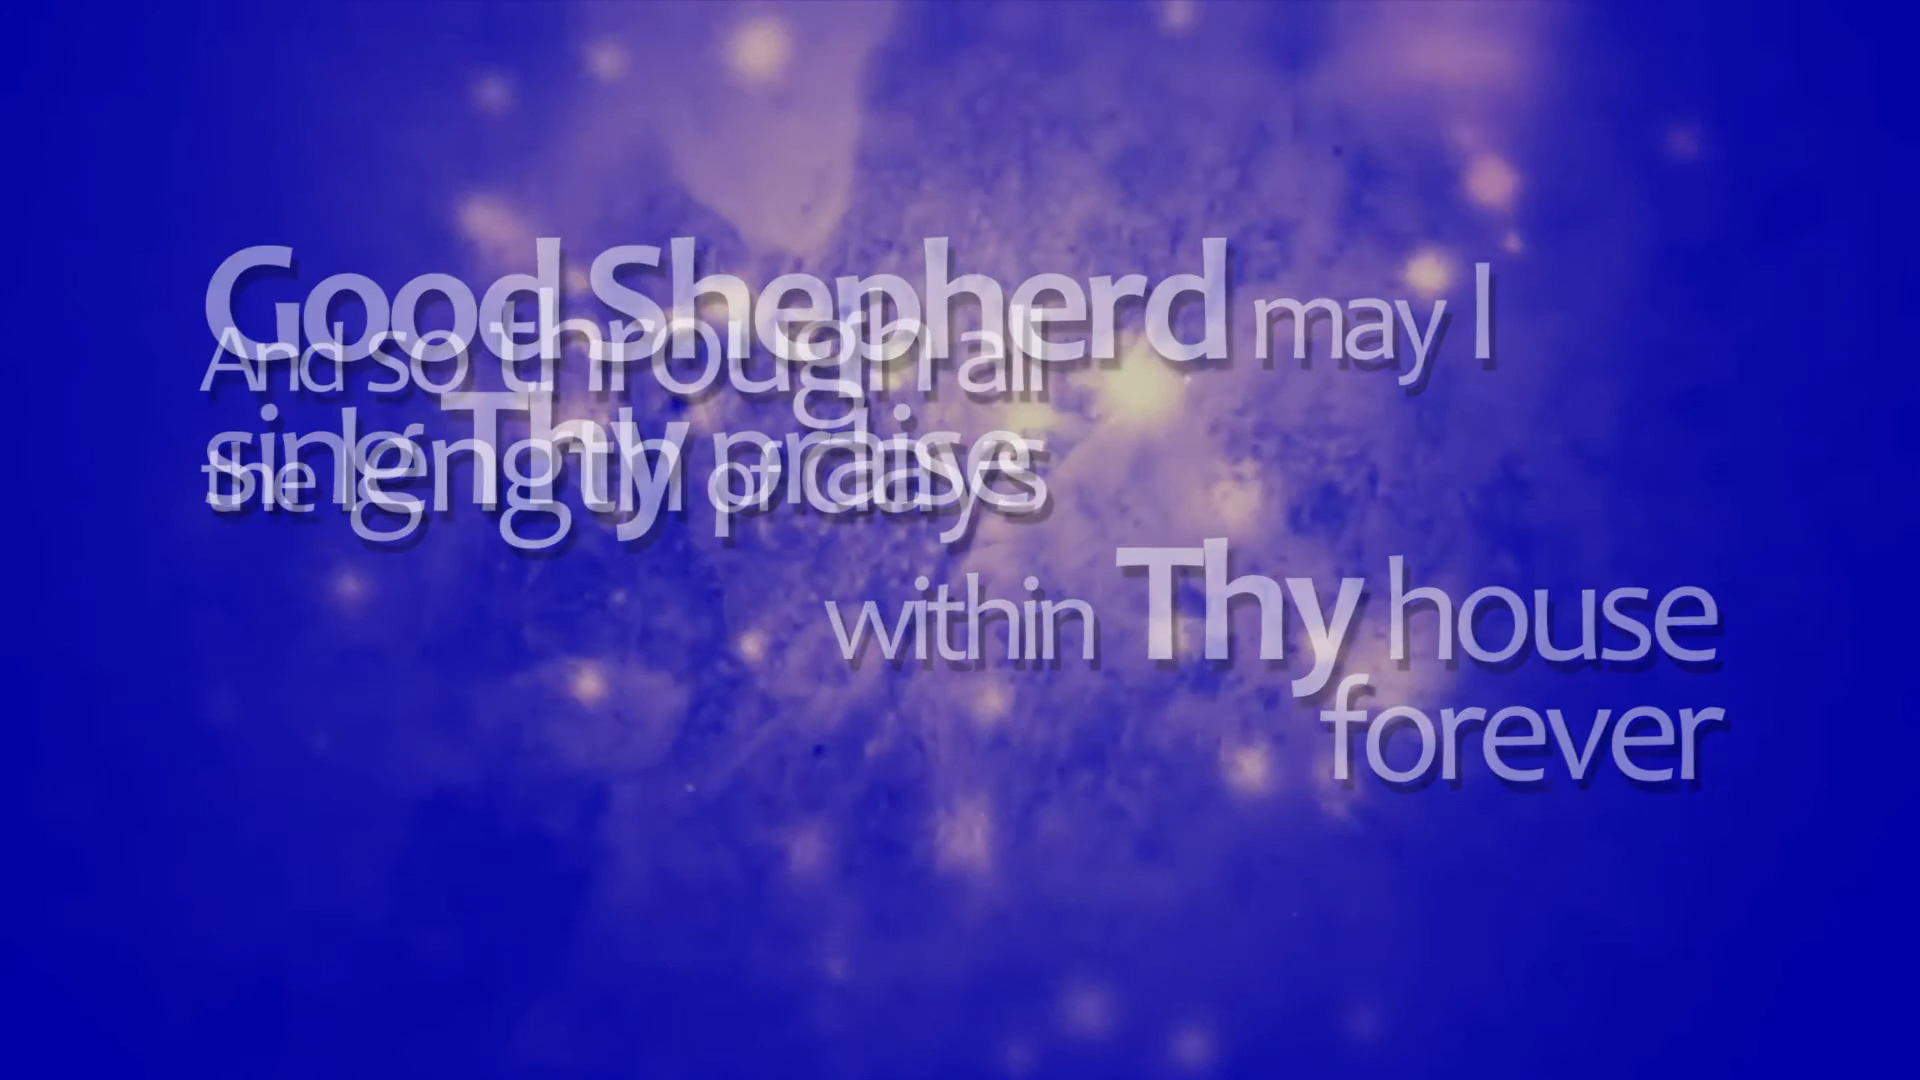 Good Shepherd may I
And so through all
sing Thy praise
the length of days
within Thy house
forever